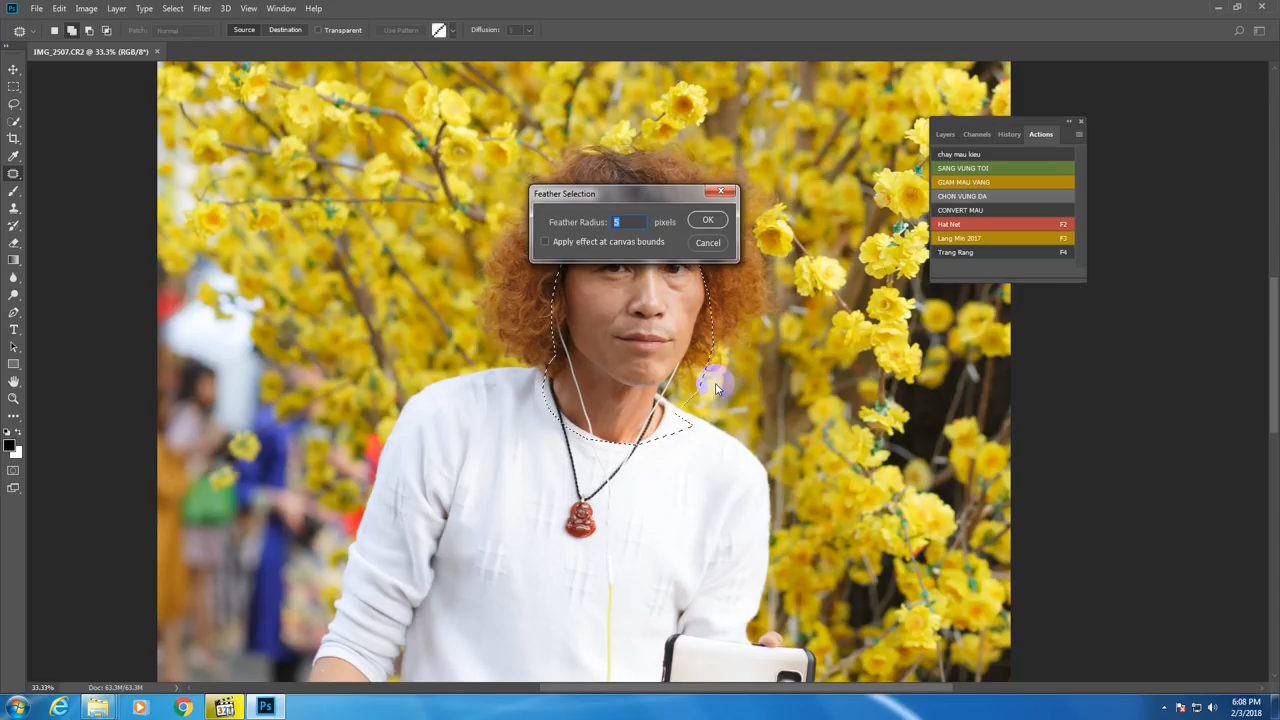 Ps File Edit Image Layer Type Select Filter 3D View Window Help
Patch: Normal Source Destination Transparent Use Pattern Diffusion:
IMG_2507.CR2 @ 33.3% (RGB/8*) ×
Layers Channels History Actions
chay mau kieu
SANG VUNG TOI
GIAM MAU VANG
CHON VUNG DA
CONVERT MAU
Hat Net F2
Lang Min 2017 F3
Trang Rang F4
Feather Selection
Feather Radius: 5 pixels OK
Apply effect at canvas bounds Cancel
33.33% Doc: 63.3M/63.3M
Ps
6:08 PM
2/3/2018